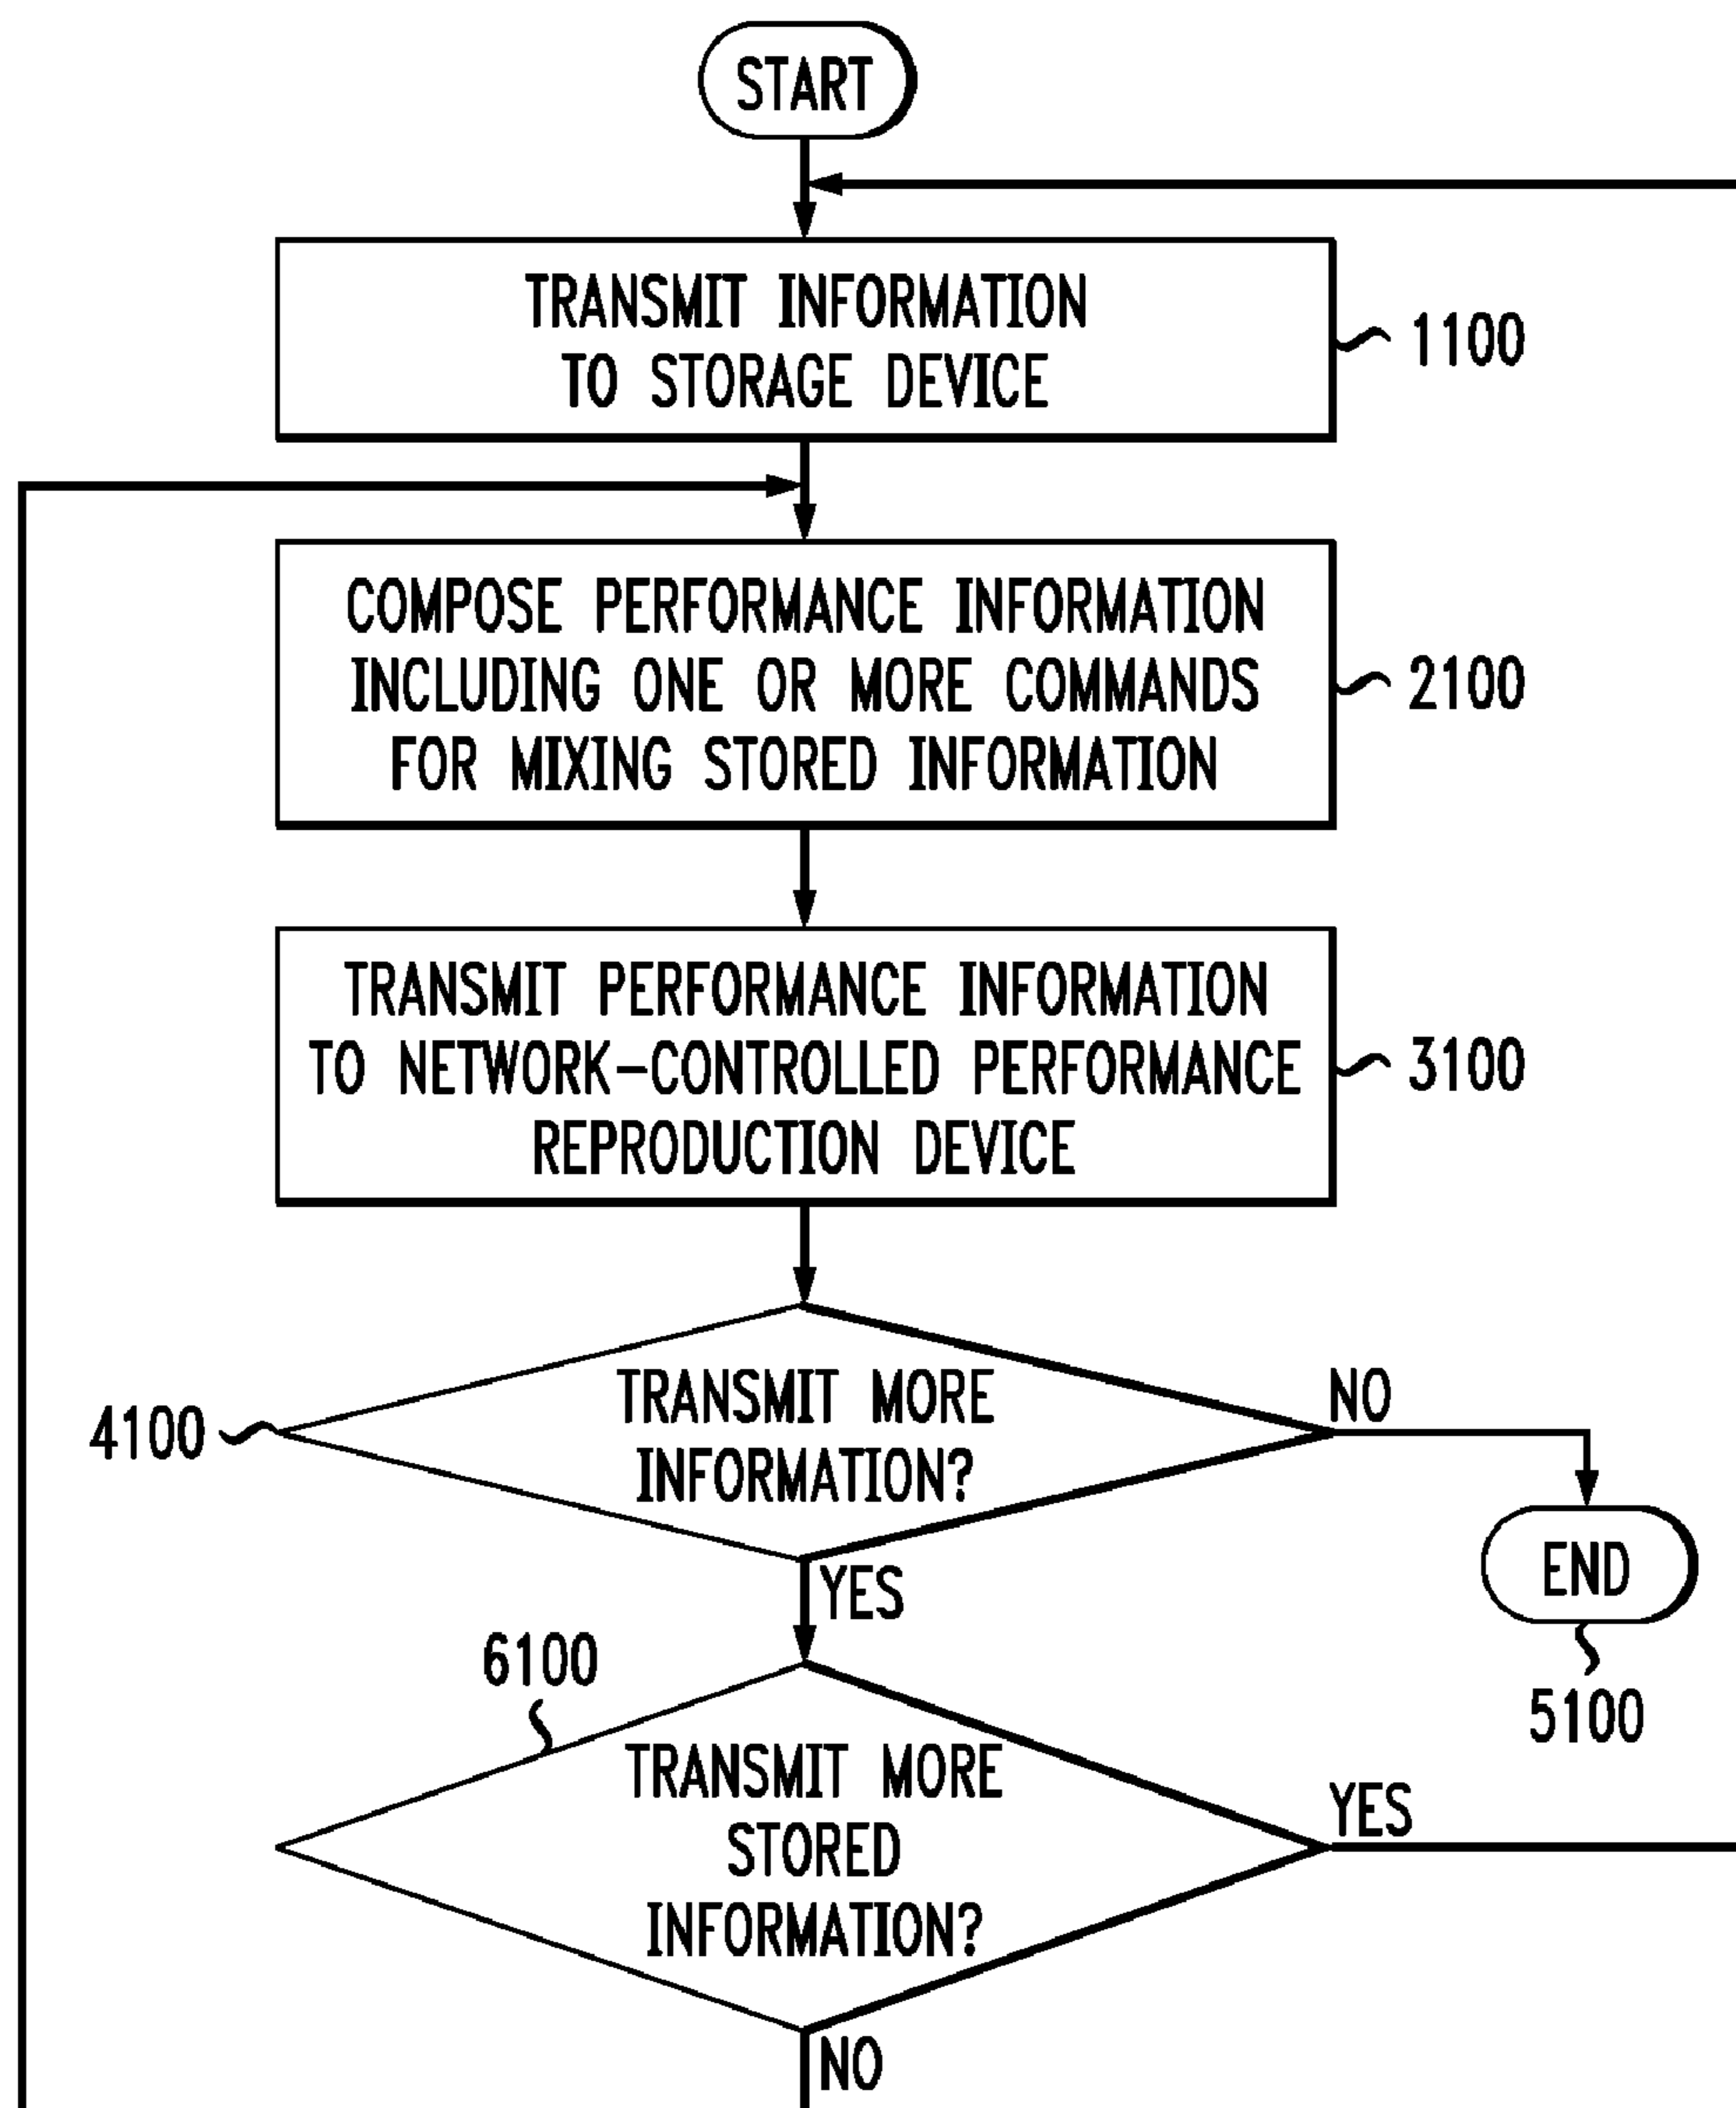 START
TRANSMIT INFORMATION
TO STORAGE DEVICE
1100
COMPOSE PERFORMANCE INFORMATION
INCLUDING ONE OR MORE COMMANDS
FOR MIXING STORED INFORMATION
2100
TRANSMIT PERFORMANCE INFORMATION
TO NETWORK-CONTROLLED PERFORMANCE
REPRODUCTION DEVICE
3100
TRANSMIT MORE
INFORMATION?
4100
NO
END
5100
YES
6100
TRANSMIT MORE
STORED
INFORMATION?
YES
NO